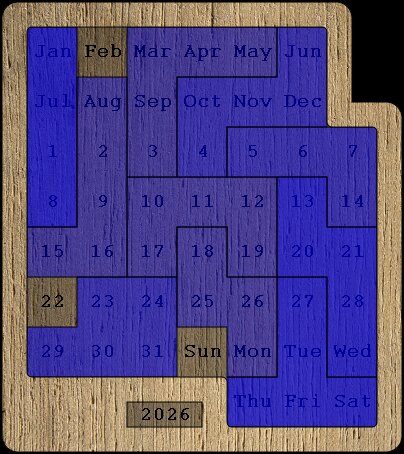 Jan Feb Mar Apr May Jun
Jul Aug Sep Oct Nov Dec
1 2 3 4 5 6 7
8 9 10 11 12 13 14
15 16 17 18 19 20 21
22 23 24 25 26 27 28
29 30 31 Sun Mon Tue Wed
Thu Fri Sat
2026